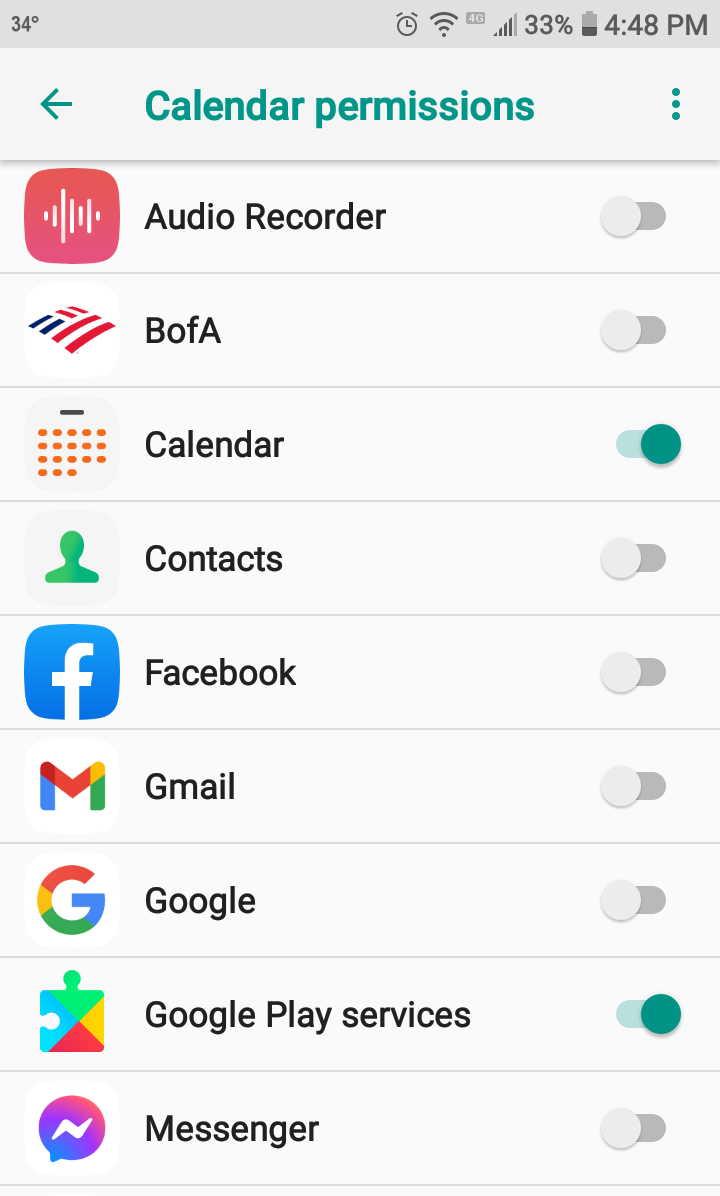 34° 4G 33% 4:48 PM
Calendar permissions
Audio Recorder
BofA
Calendar
Contacts
Facebook
Gmail
Google
Google Play services
Messenger